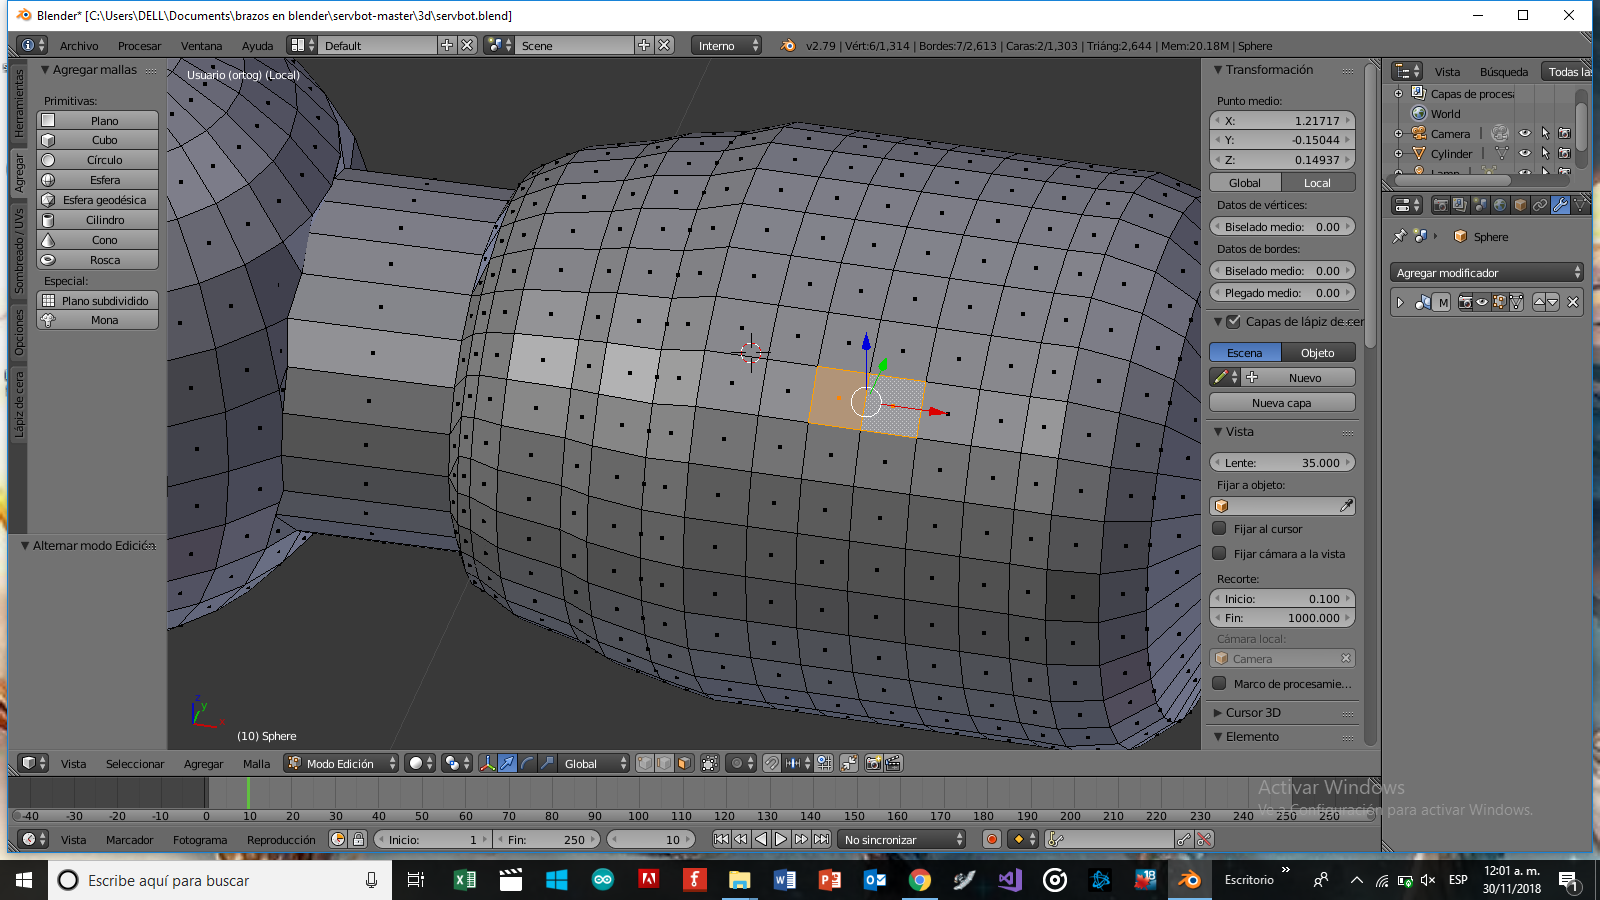 Blender* [C:\Users\DELL\Documents\brazos en blender\servbot-master\3d\servbot.blend]
Archivo Procesar Ventana Ayuda Default Scene Interno v2.79 | Vért:6/1,314 | Bordes:7/2,613 | Caras:2/1,303 | Triáng:2,644 | Mem:20.18M | Sphere
Herramientas
Agregar
Sombreado / UVs
Opciones
Lápiz de cera
Agregar mallas
Primitivas:
Plano
Cubo
Círculo
Esfera
Esfera geodésica
Cilindro
Cono
Rosca
Especial:
Plano subdividido
Mona
Alternar modo Edición
Usuario (ortog) (Local)
z
y
x
(10) Sphere
Transformación
Punto medio:
X: 1.21717
Y: -0.15044
Z: 0.14937
Global Local
Datos de vértices:
Biselado medio: 0.00
Datos de bordes:
Biselado medio: 0.00
Plegado medio: 0.00
Capas de lápiz de cer
Escena Objeto
Nuevo
Nueva capa
Vista
Lente: 35.000
Fijar a objeto:
Fijar al cursor
Fijar cámara a la vista
Recorte:
Inicio: 0.100
Fin: 1000.000
Cámara local:
Camera
Marco de procesamie...
Cursor 3D
Elemento
Vista Búsqueda Todas las
Capas de procesa
World
Camera
Cylinder
Lamp
Sphere
Agregar modificador
M
Vista Seleccionar Agregar Malla Modo Edición Global
Activar Windows
Ve a Configuración para activar Windows.
-40 -30 -20 -10 0 10 20 30 40 50 60 70 80 90 100 110 120 130 140 150 160 170 180 190 200 210 220 230 240 250 260
Vista Marcador Fotograma Reproducción Inicio: 1 Fin: 250 10 No sincronizar
Escribe aquí para buscar
18
Escritorio
ESP
12:01 a. m.
30/11/2018
1